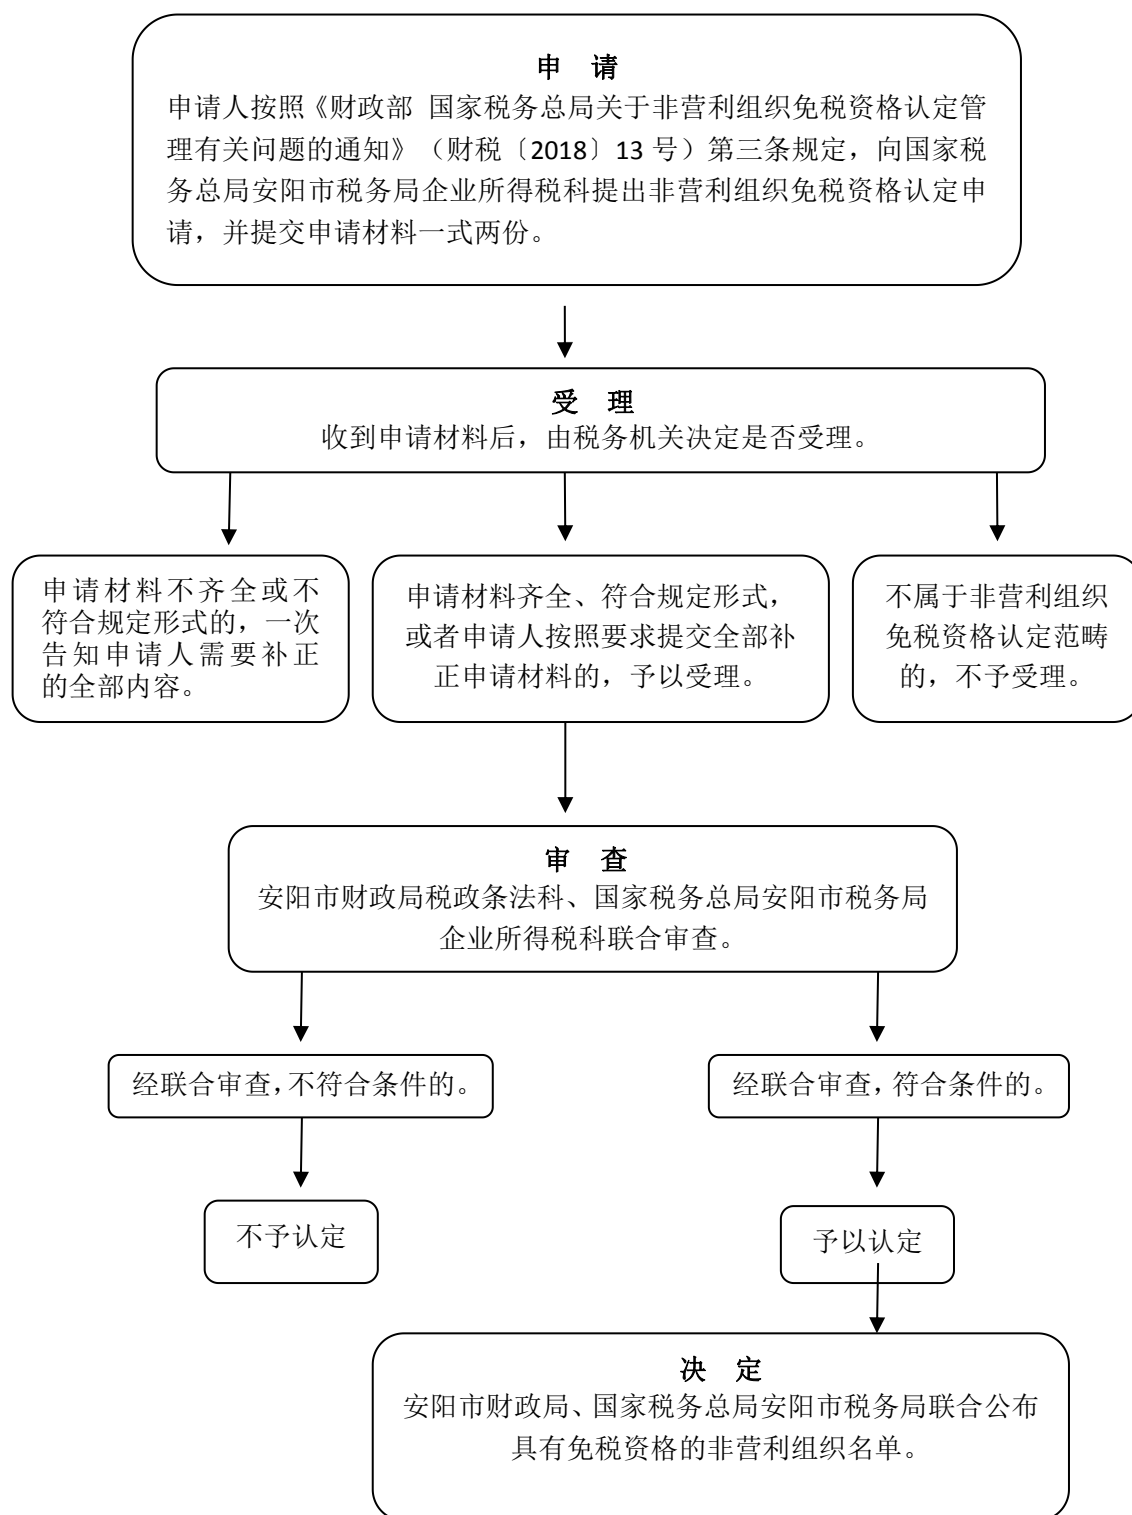 申 请
申请人按照《财政部 国家税务总局关于非营利组织免税资格认定管
理有关问题的通知》（财税〔2018〕13 号）第三条规定，向国家税
务总局安阳市税务局企业所得税科提出非营利组织免税资格认定申
请，并提交申请材料一式两份。
受 理
收到申请材料后，由税务机关决定是否受理。
申请材料不齐全或不
符合规定形式的，一次
告知申请人需要补正
的全部内容。
申请材料齐全、符合规定形式，
或者申请人按照要求提交全部补
正申请材料的，予以受理。
不属于非营利组织
免税资格认定范畴
的，不予受理。
审 查
安阳市财政局税政条法科、国家税务总局安阳市税务局
企业所得税科联合审查。
经联合审查，不符合条件的。
经联合审查，符合条件的。
不予认定
予以认定
决 定
安阳市财政局、国家税务总局安阳市税务局联合公布
具有免税资格的非营利组织名单。